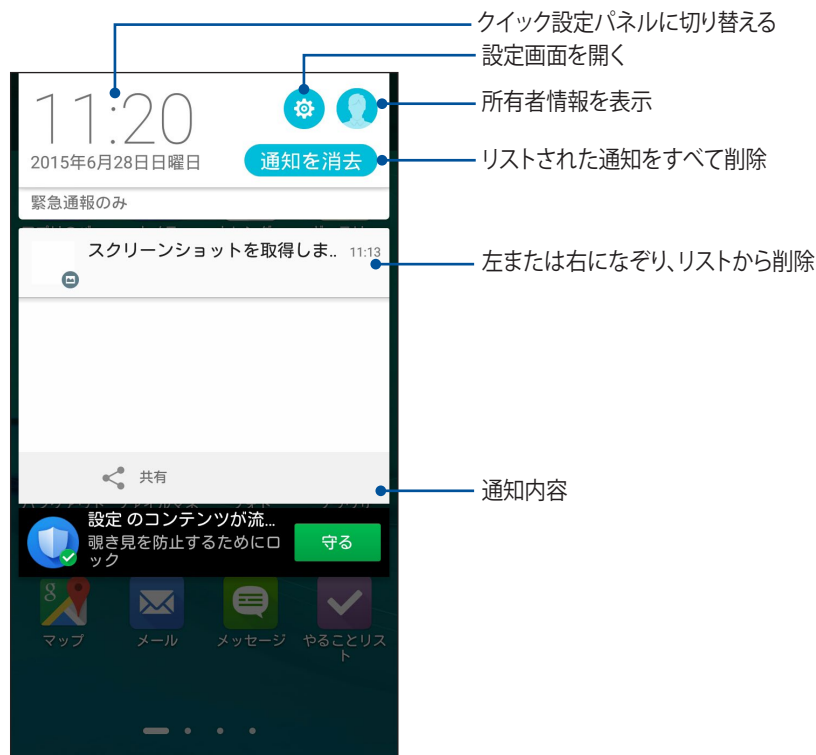 クイック設定パネルに切り替える
設定画面を開く
所有者情報を表示
リストされた通知をすべて削除
左または右になぞり、リストから削除
通知内容
11:20
2015年6月28日日曜日
通知を消去
緊急通報のみ
スクリーンショットを取得しま.. 11:13
共有
設定 のコンテンツが流...
覗き見を防止するためにロ
ック
守る
8
マップ
メール
メッセージ
やることリス
ト